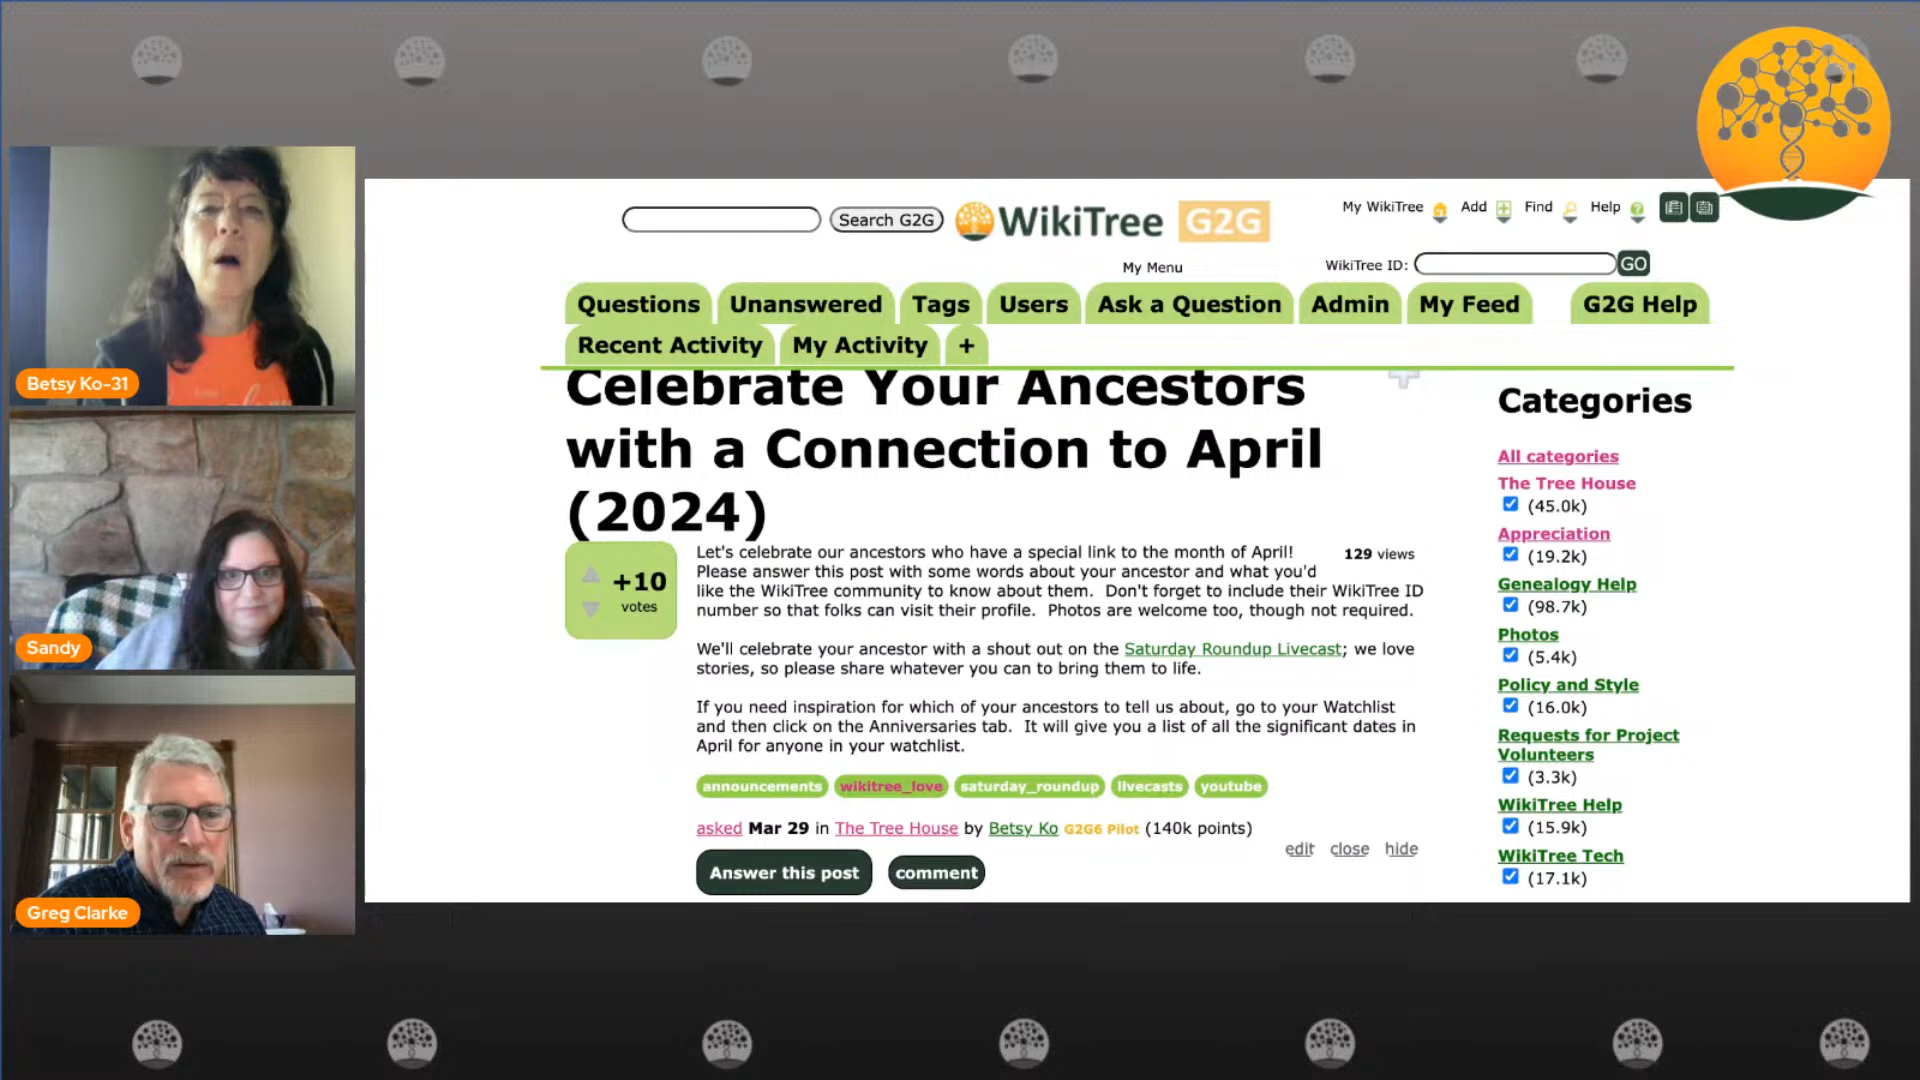 Betsy Ko-31
Sandy
Greg Clarke
Search G2G
WikiTree G2G
My WikiTree Add Find Help
My Menu
WikiTree ID: GO
Questions Unanswered Tags Users Ask a Question Admin My Feed G2G Help
Recent Activity My Activity +
Celebrate Your Ancestors
with a Connection to April
(2024)
+10
votes
129 views
Let's celebrate our ancestors who have a special link to the month of April!
Please answer this post with some words about your ancestor and what you'd
like the WikiTree community to know about them. Don't forget to include their WikiTree ID
number so that folks can visit their profile. Photos are welcome too, though not required.
We'll celebrate your ancestor with a shout out on the Saturday Roundup Livecast; we love
stories, so please share whatever you can to bring them to life.
If you need inspiration for which of your ancestors to tell us about, go to your Watchlist
and then click on the Anniversaries tab. It will give you a list of all the significant dates in
April for anyone in your watchlist.
announcements wikitree_love saturday_roundup livecasts youtube
asked Mar 29 in The Tree House by Betsy Ko G2G6 Pilot (140k points)
edit close hide
Answer this post comment
Categories
All categories
The Tree House
(45.0k)
Appreciation
(19.2k)
Genealogy Help
(98.7k)
Photos
(5.4k)
Policy and Style
(16.0k)
Requests for Project
Volunteers
(3.3k)
WikiTree Help
(15.9k)
WikiTree Tech
(17.1k)